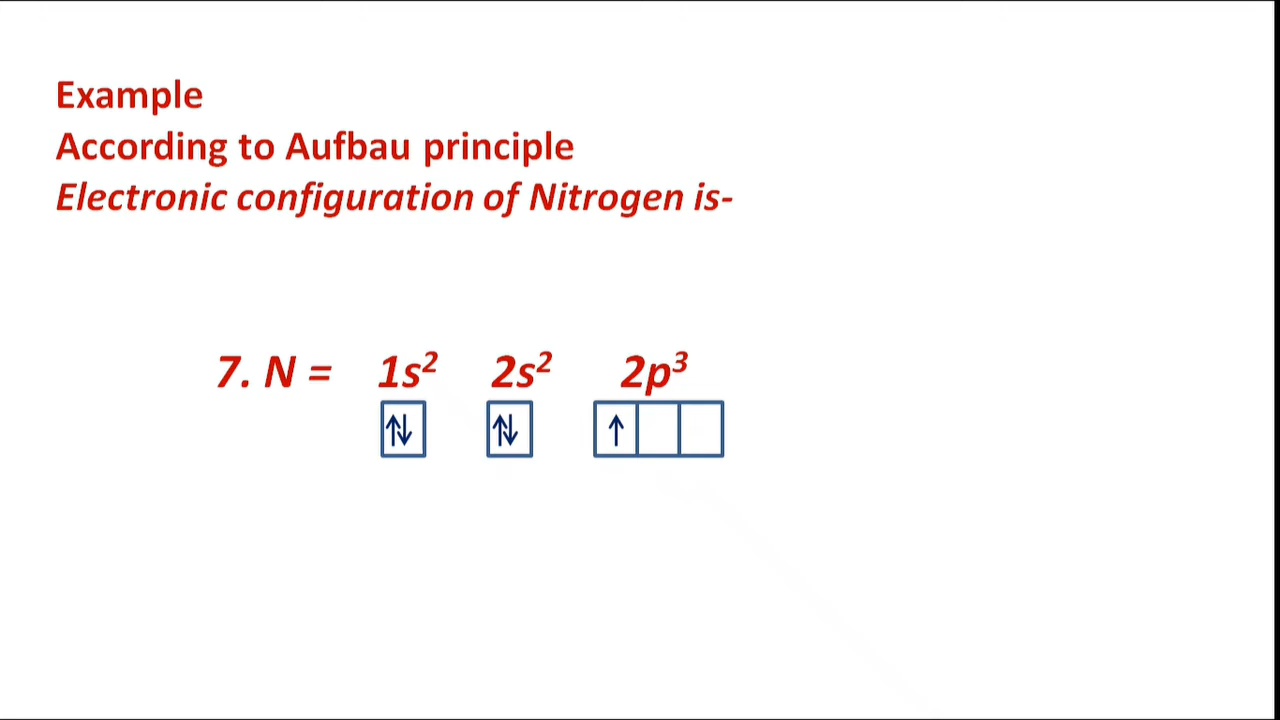 Example
According to Aufbau principle
Electronic configuration of Nitrogen is-
7. N = 1s² 2s² 2p³